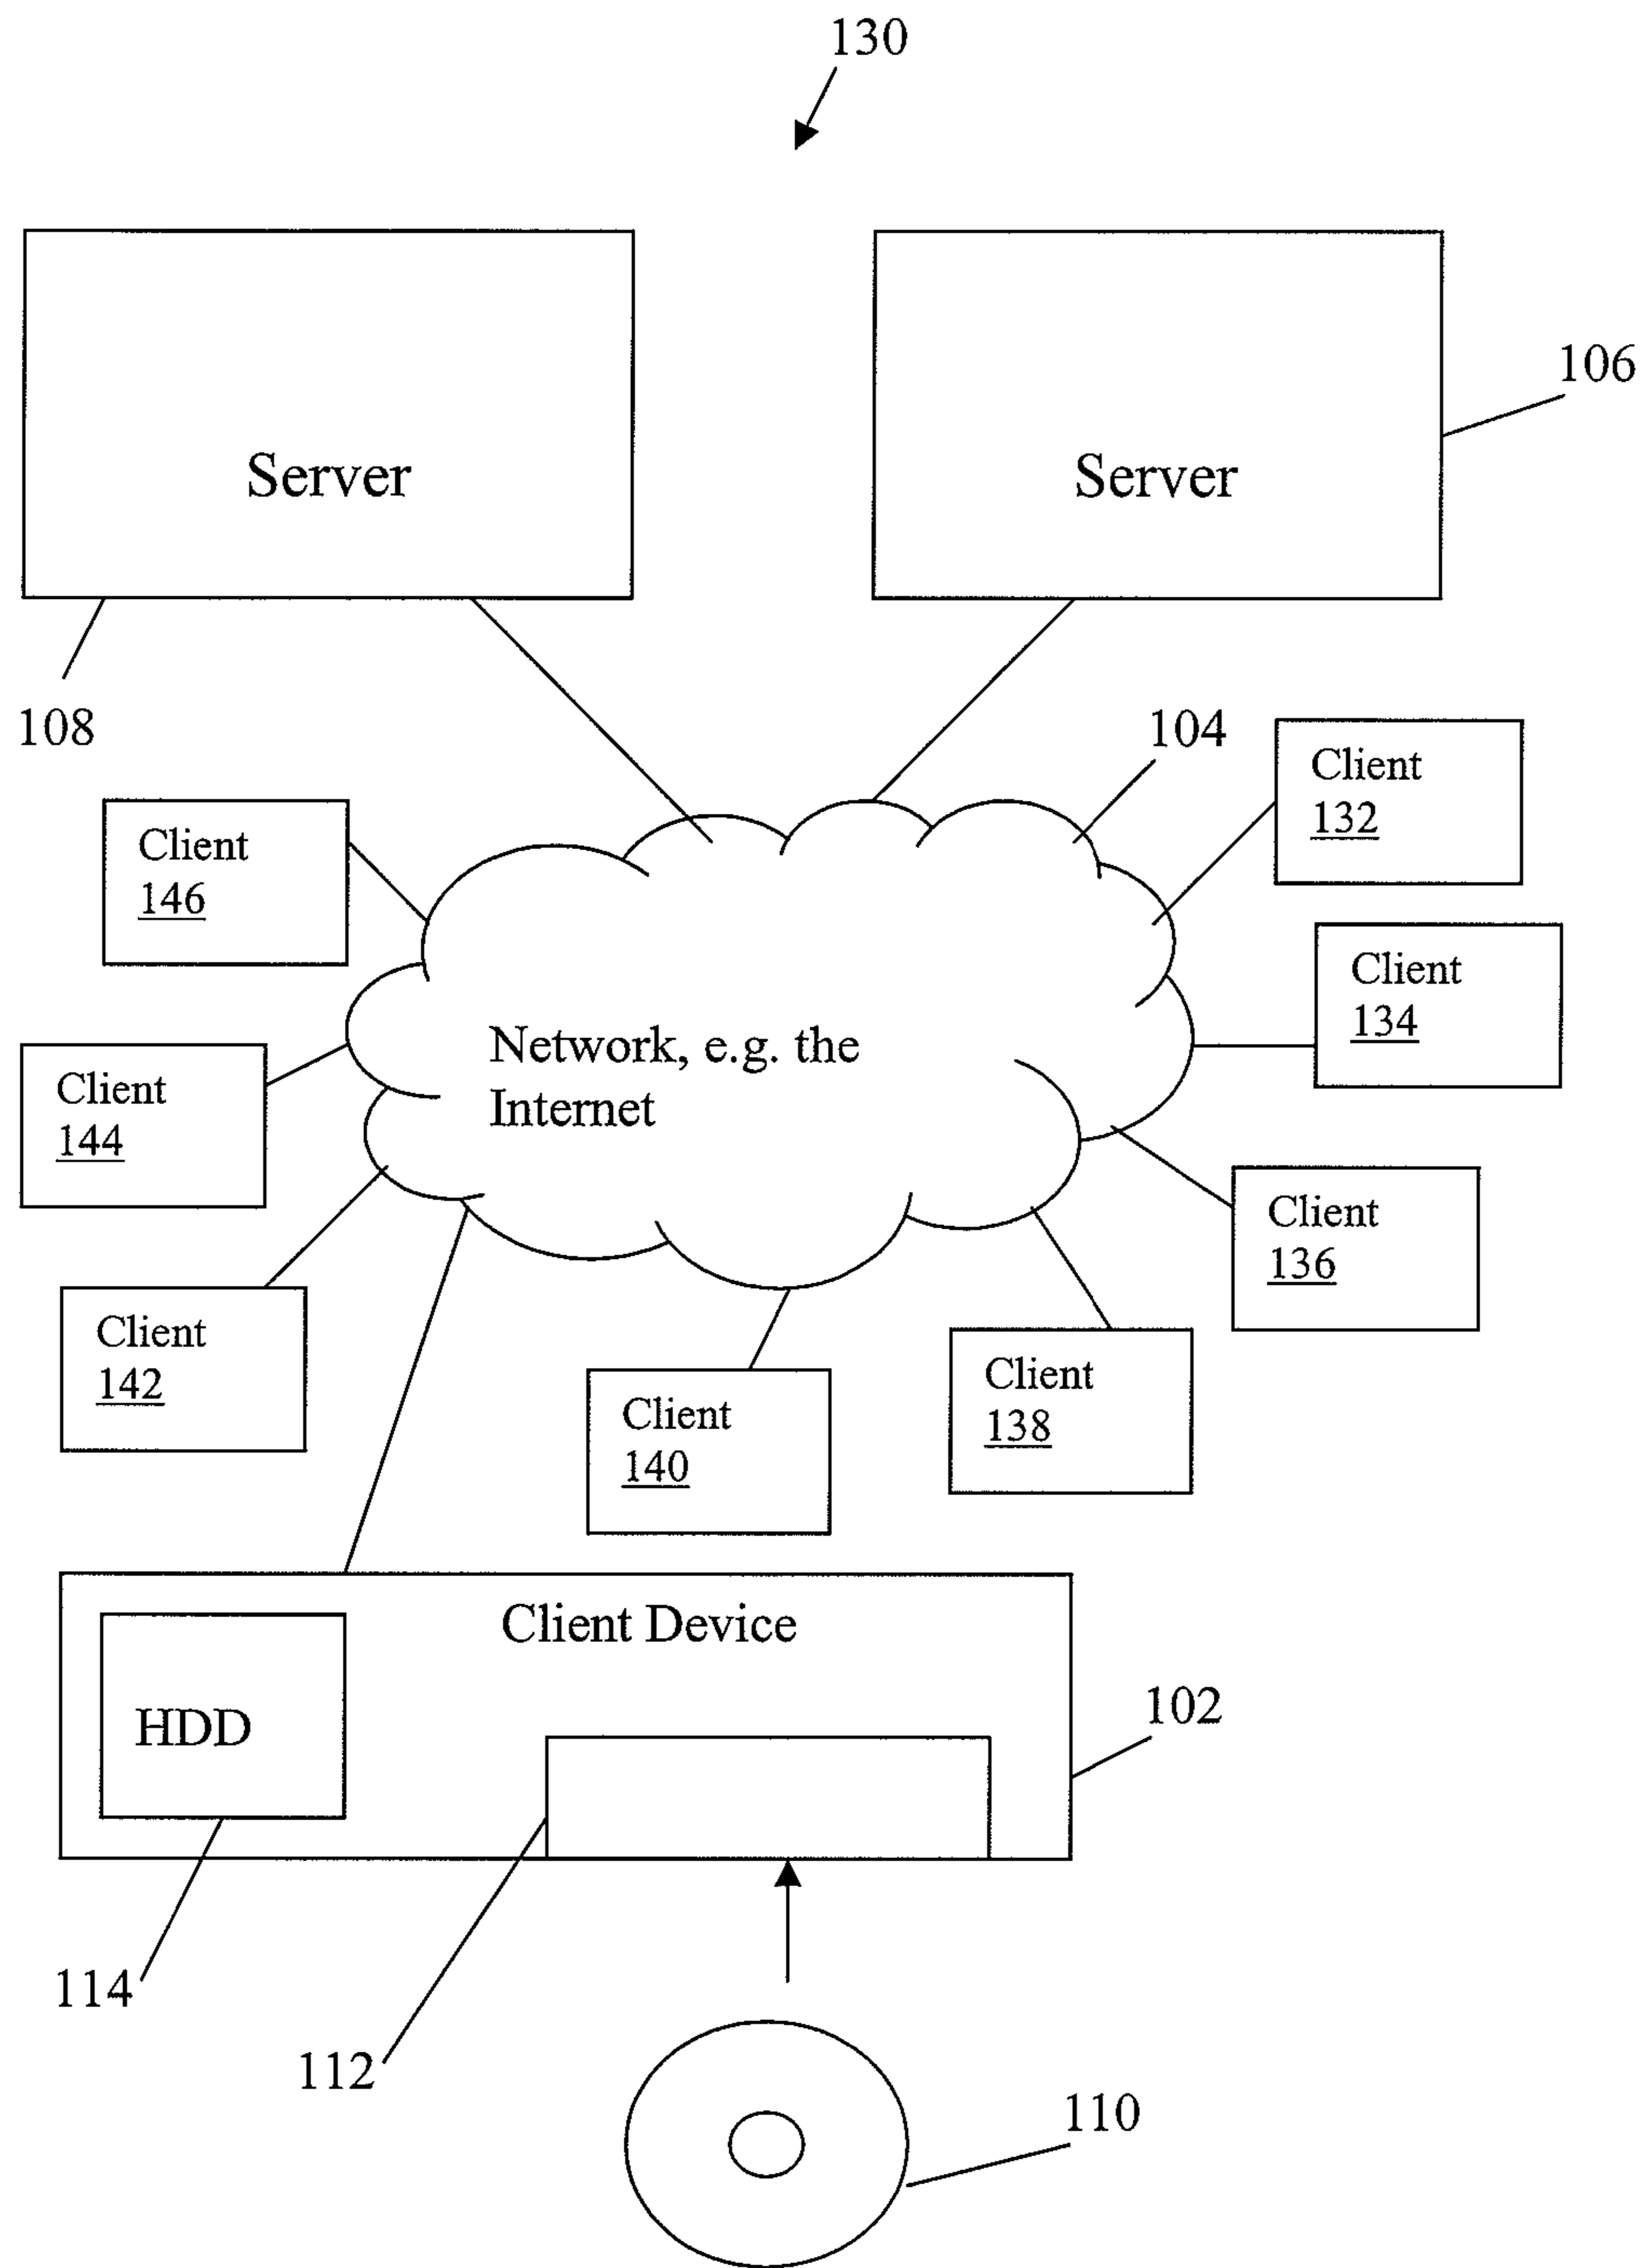 130
106
Server
Server
108
104
Client
132
Client
146
Client
134
Network, e.g. the
Internet
Client
144
Client
136
Client
142
Client
138
Client
140
Client Device
HDD
102
114
112
110